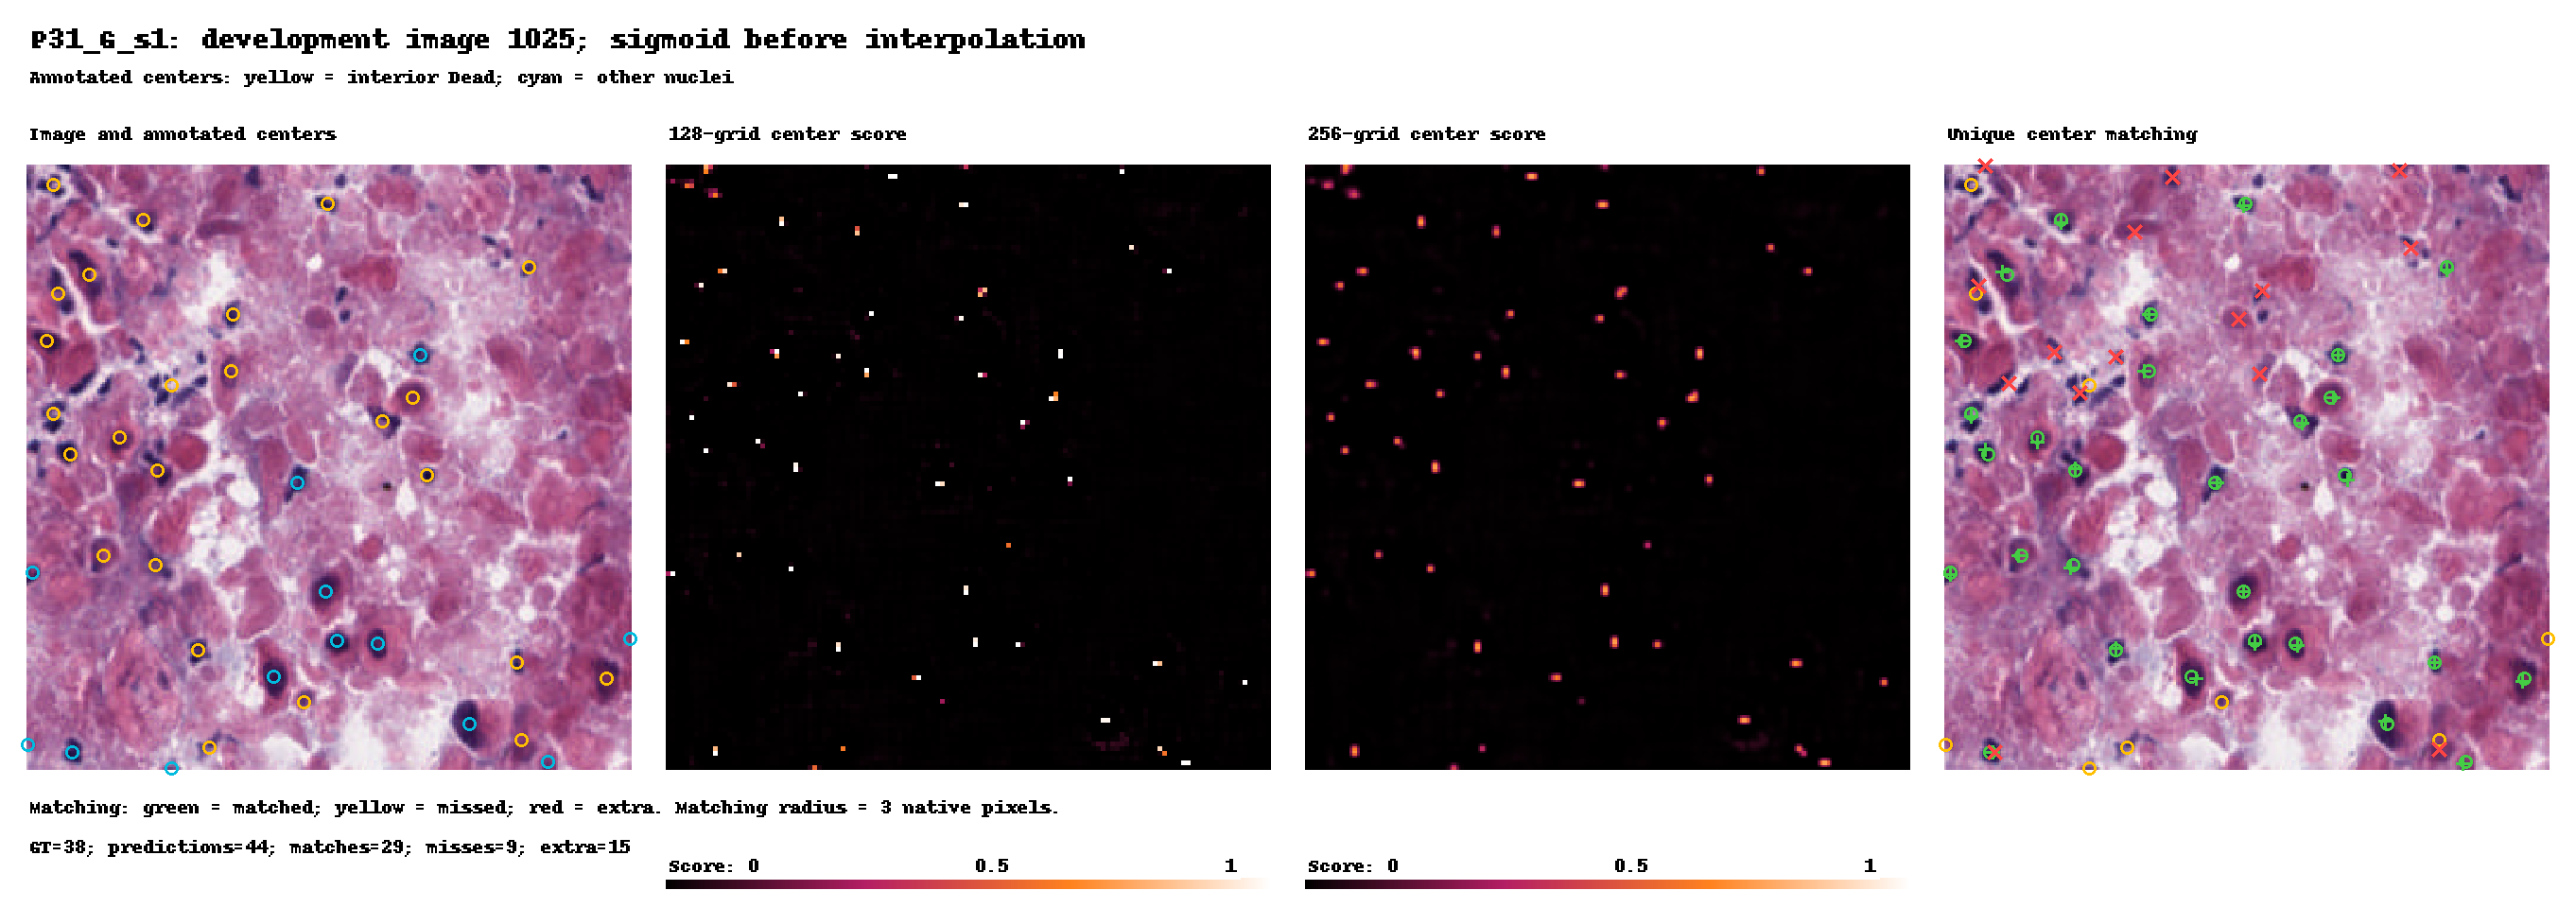 P31_G_s1: development image 1025; sigmoid before interpolation
Annotated centers: yellow = interior Dead; cyan = other nuclei
Image and annotated centers
128-grid center score
256-grid center score
Unique center matching
Matching: green = matched; yellow = missed; red = extra. Matching radius = 3 native pixels.
GT=38; predictions=44; matches=29; misses=9; extra=15
Score: 0 0.5 1
Score: 0 0.5 1